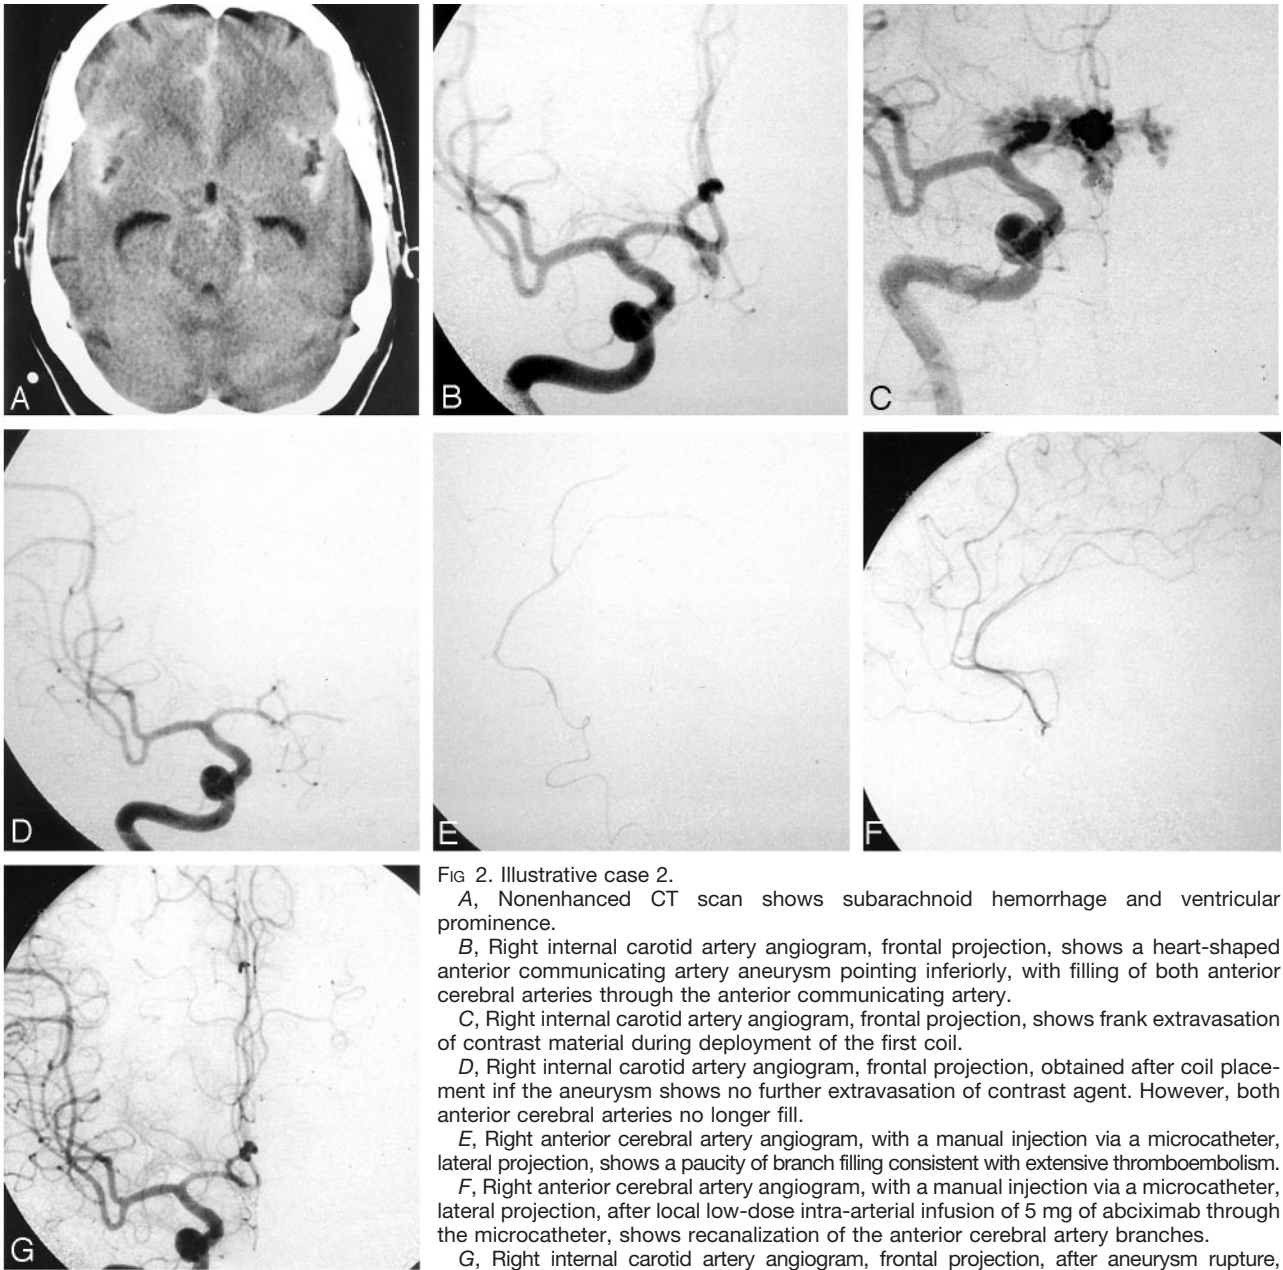 A
B
C
D
E
F
G
FIG 2. Illustrative case 2.
A, Nonenhanced CT scan shows subarachnoid hemorrhage and ventricular
prominence.
B, Right internal carotid artery angiogram, frontal projection, shows a heart-shaped
anterior communicating artery aneurysm pointing inferiorly, with filling of both anterior
cerebral arteries through the anterior communicating artery.
C, Right internal carotid artery angiogram, frontal projection, shows frank extravasation
of contrast material during deployment of the first coil.
D, Right internal carotid artery angiogram, frontal projection, obtained after coil place-
ment inf the aneurysm shows no further extravasation of contrast agent. However, both
anterior cerebral arteries no longer fill.
E, Right anterior cerebral artery angiogram, with a manual injection via a microcatheter,
lateral projection, shows a paucity of branch filling consistent with extensive thromboembolism.
F, Right anterior cerebral artery angiogram, with a manual injection via a microcatheter,
lateral projection, after local low-dose intra-arterial infusion of 5 mg of abciximab through
the microcatheter, shows recanalization of the anterior cerebral artery branches.
G, Right internal carotid artery angiogram, frontal projection, after aneurysm rupture,